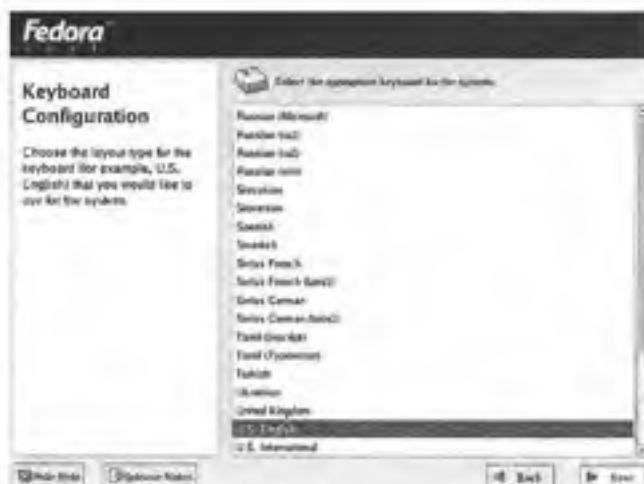 Fedora
CORE
Keyboard
Configuration
Choose the layout type for the
keyboard (for example, U.S.
English) that you would like to
use for the system.
Select the appropriate keyboard for the system.
Russian (Microsoft)
Russian (ru1)
Russian (ru2)
Russian (win)
Slovakian
Slovenian
Spanish
Swedish
Swiss French
Swiss French (latin1)
Swiss German
Swiss German (latin1)
Tamil (Inscript)
Tamil (Typewriter)
Turkish
Ukrainian
United Kingdom
U.S. English
U.S. International
Hide Help
Release Notes
Back
Next